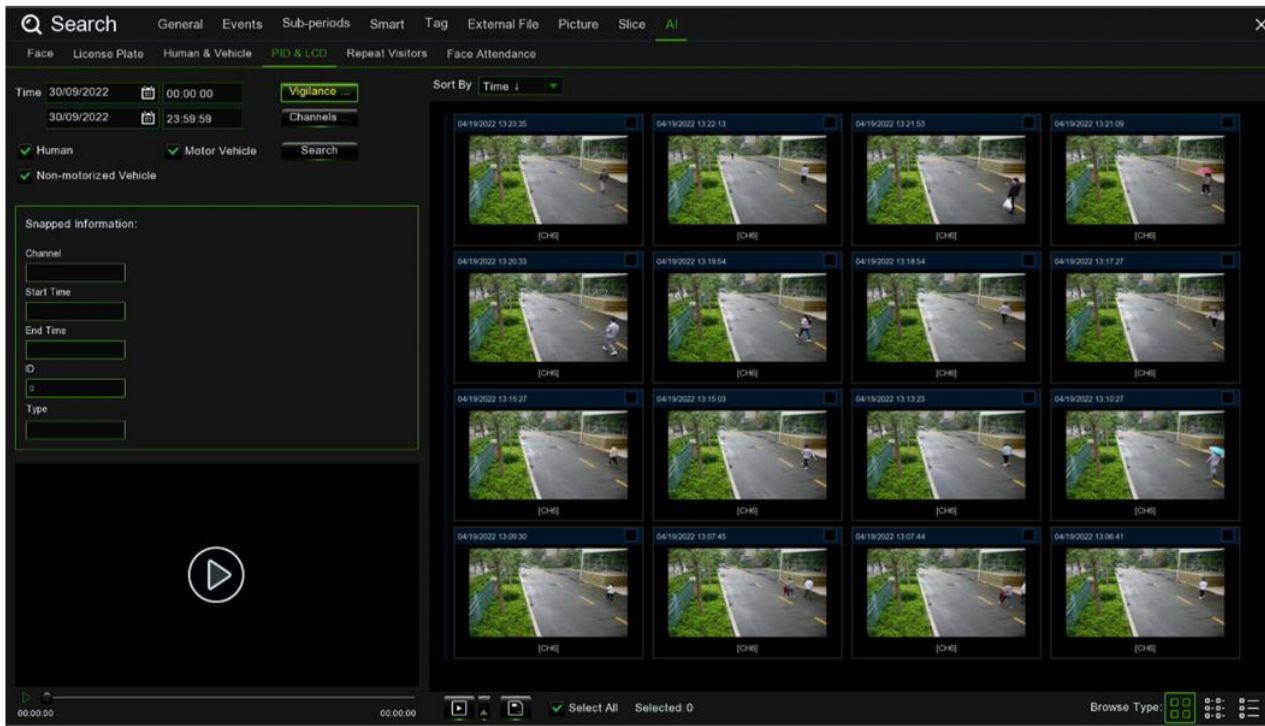 Search General Events Sub-periods Smart Tag External File Picture Slice AI
Face License Plate Human & Vehicle PID & LCD Repeat Visitors Face Attendance
Time 30/09/2022 00:00:00 Vigilance ...
30/09/2022 23:59:59 Channels ...
Human Motor Vehicle Search
Non-motorized Vehicle
Snapped Information:
Channel
Start Time
End Time
ID
0
Type
00:00:00 00:00:00
Sort By Time ↓
04/19/2022 13:23:35 04/19/2022 13:22:13 04/19/2022 13:21:53 04/19/2022 13:21:09
[CH6] [CH6] [CH6] [CH6]
04/19/2022 13:20:33 04/19/2022 13:19:54 04/19/2022 13:18:54 04/19/2022 13:17:27
[CH6] [CH6] [CH6] [CH6]
04/19/2022 13:15:27 04/19/2022 13:15:03 04/19/2022 13:13:23 04/19/2022 13:10:27
[CH6] [CH6] [CH6] [CH6]
04/19/2022 13:09:30 04/19/2022 13:07:45 04/19/2022 13:07:44 04/19/2022 13:06:41
[CH6] [CH6] [CH6] [CH6]
Select All Selected:0 Browse Type: